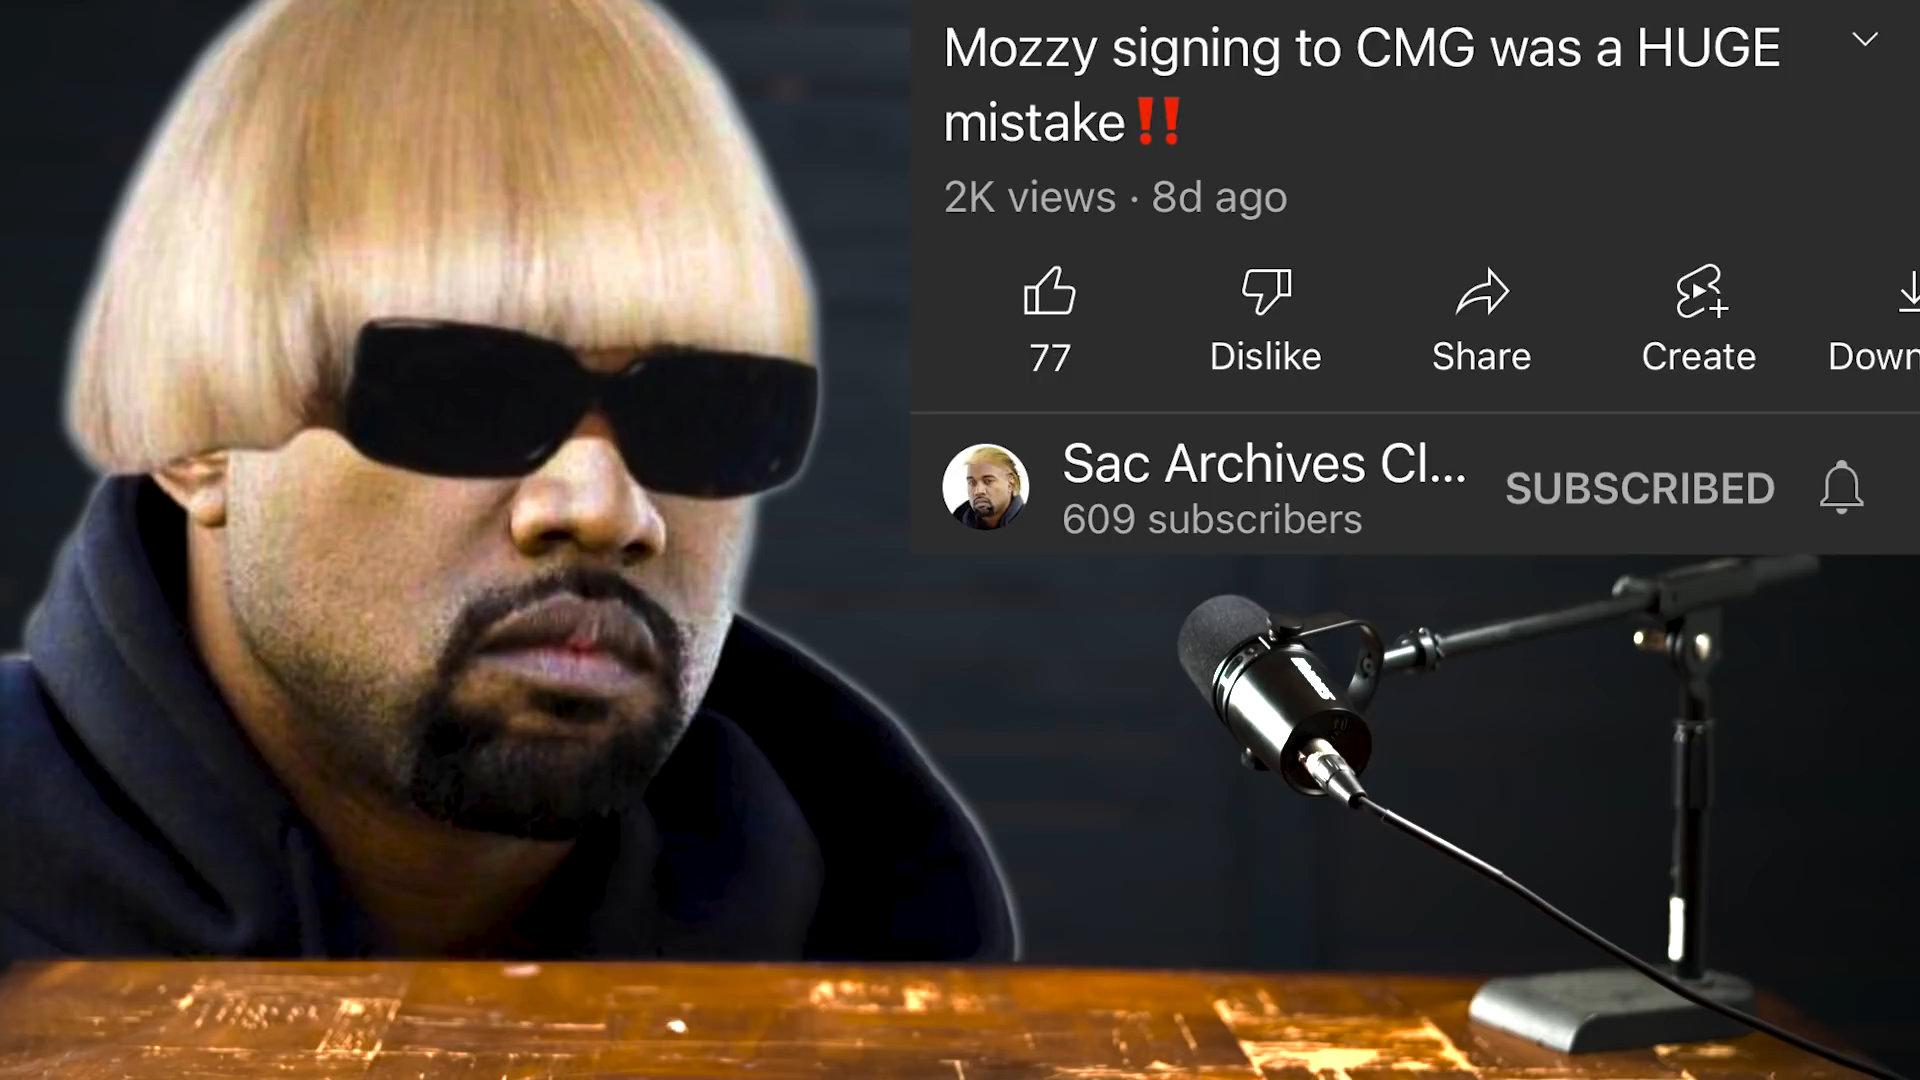 Mozzy signing to CMG was a HUGE
mistake‼️
2K views · 8d ago
77
Dislike
Share
Create
Down
Sac Archives Cl...
609 subscribers
SUBSCRIBED